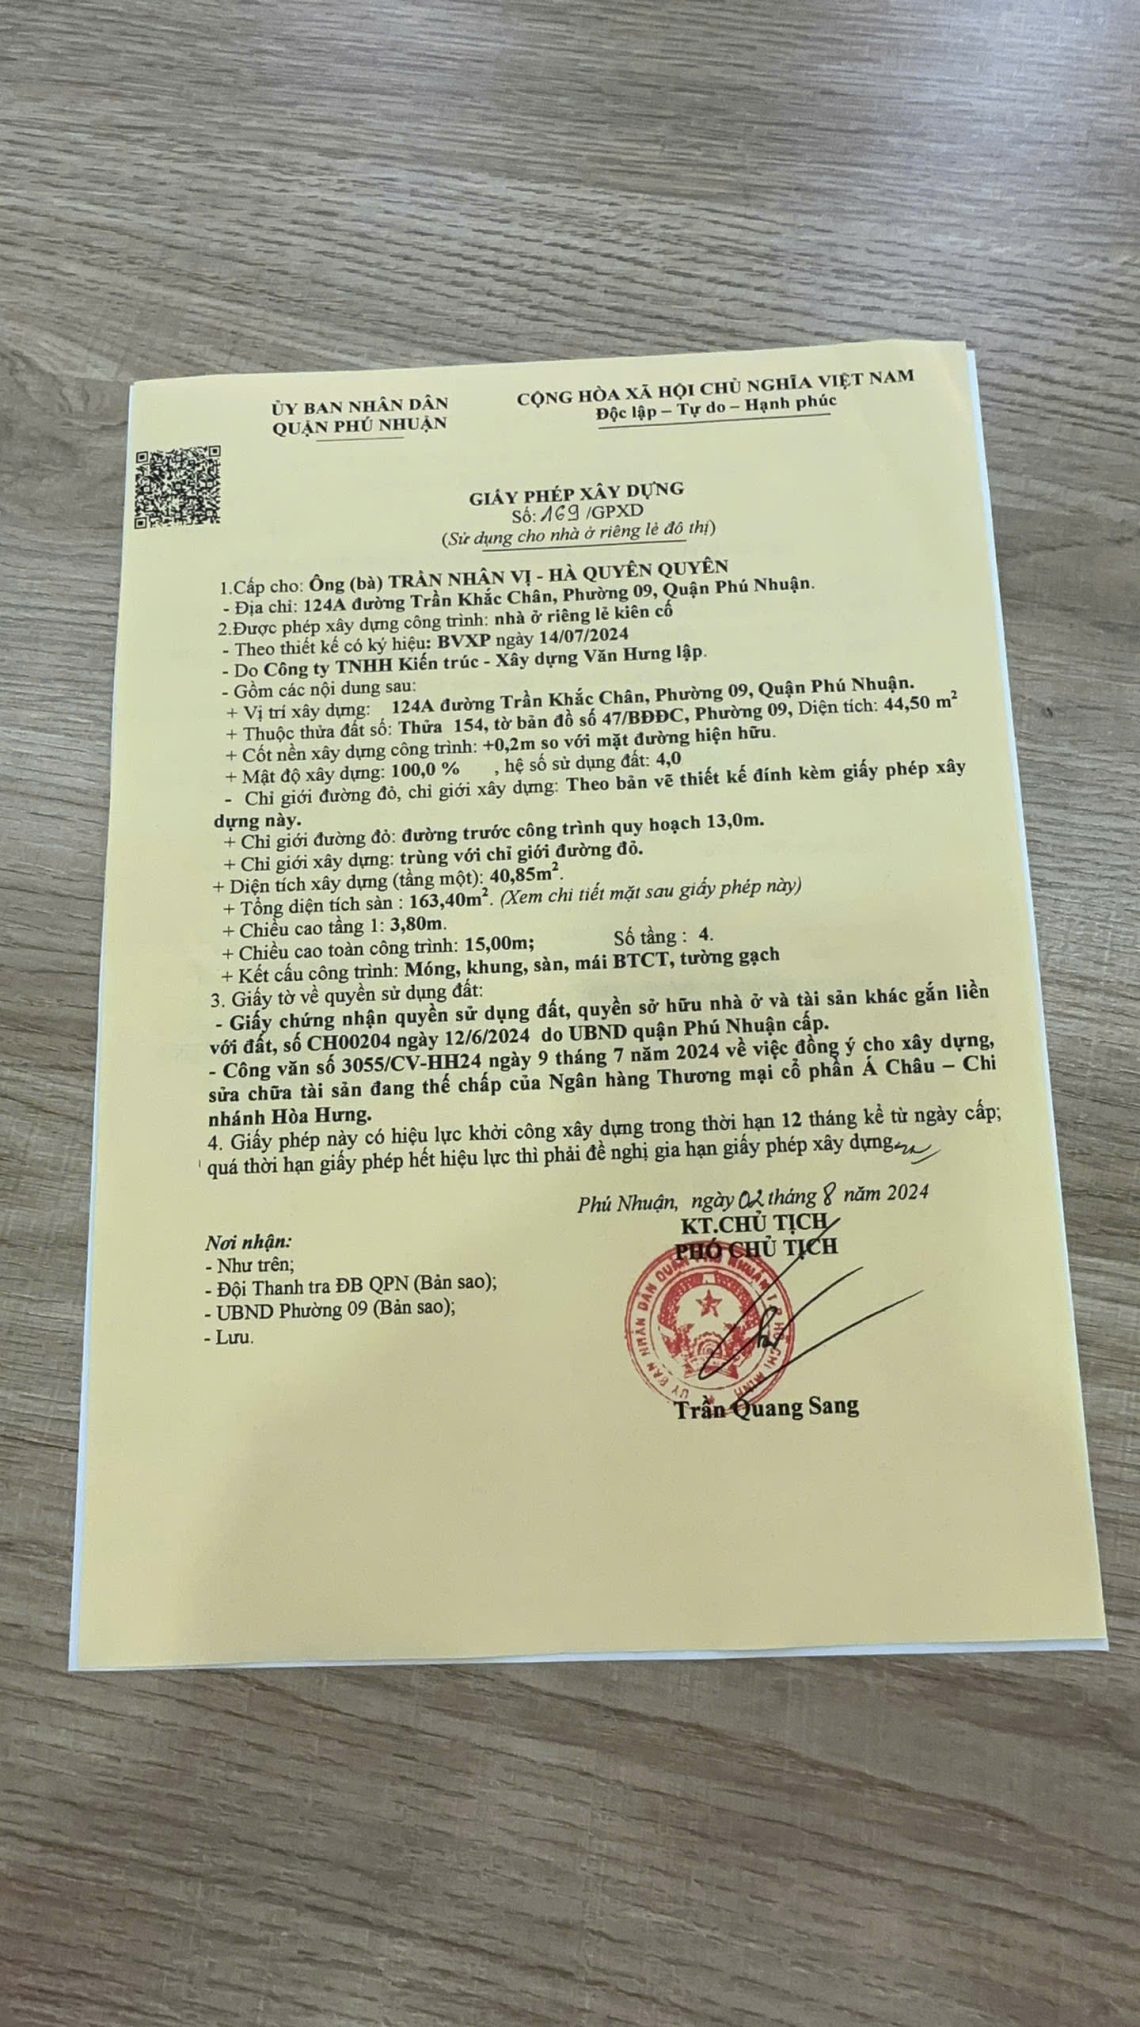 ỦY BAN NHÂN DÂN
QUẬN PHÚ NHUẬN
CỘNG HÒA XÃ HỘI CHỦ NGHĨA VIỆT NAM
Độc lập – Tự do – Hạnh phúc
GIẤY PHÉP XÂY DỰNG
Số: 169 /GPXD
(Sử dụng cho nhà ở riêng lẻ đô thị)
1.Cấp cho: Ông (bà) TRẦN NHÂN VỊ - HÀ QUYÊN QUYÊN
- Địa chỉ: 124A đường Trần Khắc Chân, Phường 09, Quận Phú Nhuận.
2.Được phép xây dựng công trình: nhà ở riêng lẻ kiên cố
- Theo thiết kế có ký hiệu: BVXP ngày 14/07/2024
- Do Công ty TNHH Kiến trúc - Xây dựng Văn Hưng lập.
- Gồm các nội dung sau:
+ Vị trí xây dựng: 124A đường Trần Khắc Chân, Phường 09, Quận Phú Nhuận.
+ Thuộc thửa đất số: Thửa 154, tờ bản đồ số 47/BĐĐC, Phường 09, Diện tích: 44,50 m²
+ Cốt nền xây dựng công trình: +0,2m so với mặt đường hiện hữu.
+ Mật độ xây dựng: 100,0 % , hệ số sử dụng đất: 4,0
- Chỉ giới đường đỏ, chỉ giới xây dựng: Theo bản vẽ thiết kế đính kèm giấy phép xây
dựng này.
+ Chỉ giới đường đỏ: đường trước công trình quy hoạch 13,0m.
+ Chỉ giới xây dựng: trùng với chỉ giới đường đỏ.
+ Diện tích xây dựng (tầng một): 40,85m².
+ Tổng diện tích sàn : 163,40m². (Xem chi tiết mặt sau giấy phép này)
+ Chiều cao tầng 1: 3,80m.
+ Chiều cao toàn công trình: 15,00m; Số tầng : 4.
+ Kết cấu công trình: Móng, khung, sàn, mái BTCT, tường gạch
3. Giấy tờ về quyền sử dụng đất:
- Giấy chứng nhận quyền sử dụng đất, quyền sở hữu nhà ở và tài sản khác gắn liền
với đất, số CH00204 ngày 12/6/2024 do UBND quận Phú Nhuận cấp.
- Công văn số 3055/CV-HH24 ngày 9 tháng 7 năm 2024 về việc đồng ý cho xây dựng,
sửa chữa tài sản đang thế chấp của Ngân hàng Thương mại cổ phần Á Châu – Chi
nhánh Hòa Hưng.
4. Giấy phép này có hiệu lực khởi công xây dựng trong thời hạn 12 tháng kể từ ngày cấp;
quá thời hạn giấy phép hết hiệu lực thì phải đề nghị gia hạn giấy phép xây dựng
Phú Nhuận, ngày 02 tháng 8 năm 2024
KT.CHỦ TỊCH
PHÓ CHỦ TỊCH
Nơi nhận:
- Như trên;
- Đội Thanh tra ĐB QPN (Bản sao);
- UBND Phường 09 (Bản sao);
- Lưu.
ỦY BAN NHÂN DÂN QUẬN PHÚ NHUẬN T.P HỒ CHÍ MINH
Trần Quang Sang